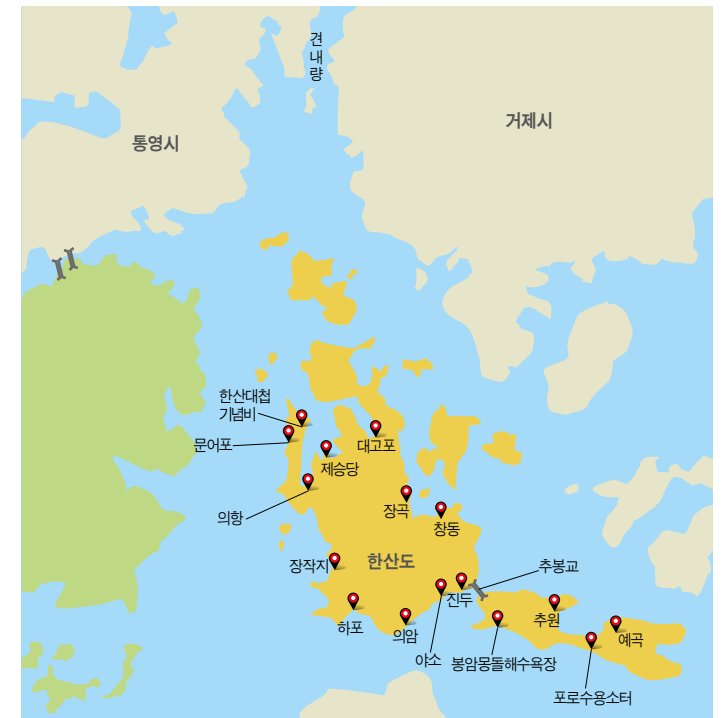 견
내
량
거제시
통영시
한산대첩
기념비
문어포
대고포
제승당
의항
장곡
창동
장작지
한산도
추봉교
진두
하포
의암
추원
예곡
야소
봉암몽돌해수욕장
포로수용소터